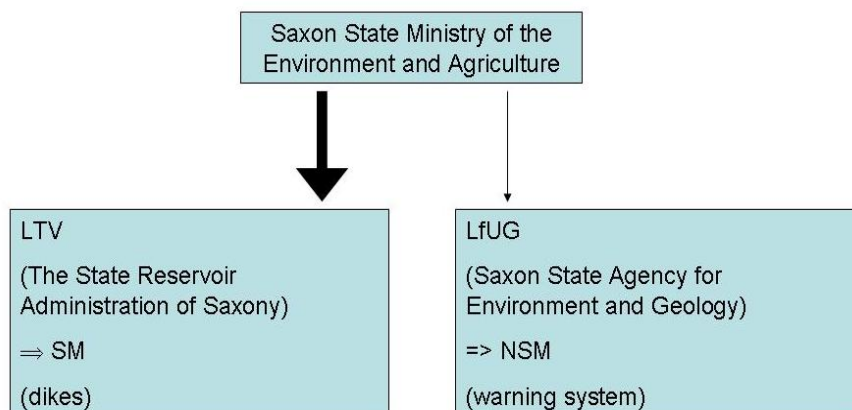 Saxon State Ministry of the
Environment and Agriculture
LTV
(The State Reservoir
Administration of Saxony)
⇒ SM
(dikes)
LfUG
(Saxon State Agency for
Environment and Geology)
=> NSM
(warning system)